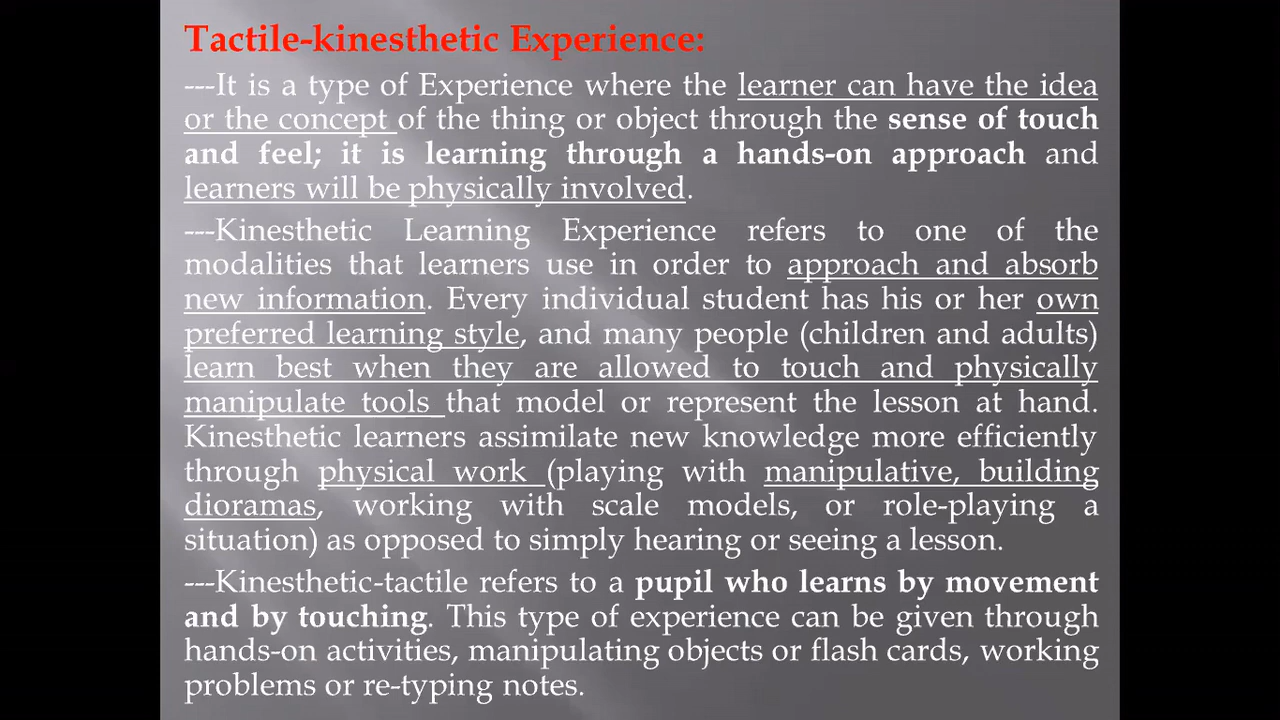 Tactile-kinesthetic Experience:
---It is a type of Experience where the learner can have the idea
or the concept of the thing or object through the sense of touch
and feel; it is learning through a hands-on approach and
learners will be physically involved.
---Kinesthetic Learning Experience refers to one of the
modalities that learners use in order to approach and absorb
new information. Every individual student has his or her own
preferred learning style, and many people (children and adults)
learn best when they are allowed to touch and physically
manipulate tools that model or represent the lesson at hand.
Kinesthetic learners assimilate new knowledge more efficiently
through physical work (playing with manipulative, building
dioramas, working with scale models, or role-playing a
situation) as opposed to simply hearing or seeing a lesson.
---Kinesthetic-tactile refers to a pupil who learns by movement
and by touching. This type of experience can be given through
hands-on activities, manipulating objects or flash cards, working
problems or re-typing notes.